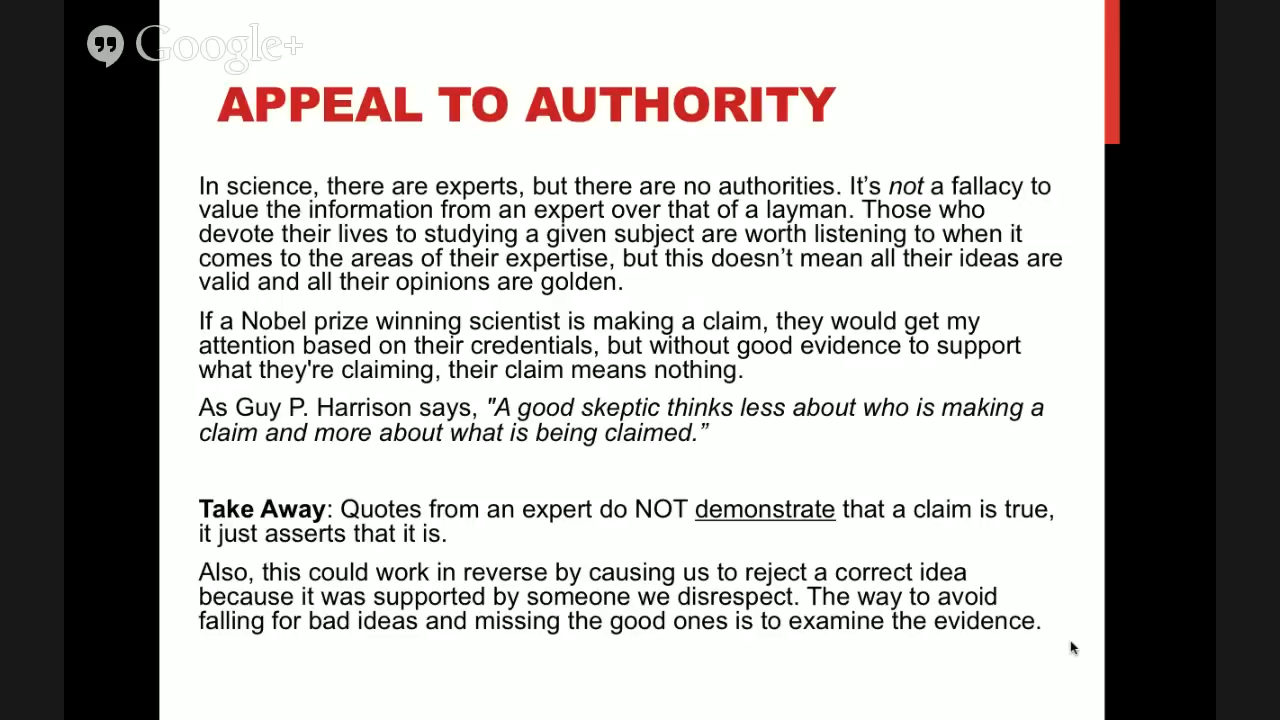 Google+
APPEAL TO AUTHORITY
In science, there are experts, but there are no authorities. It’s not a fallacy to
value the information from an expert over that of a layman. Those who
devote their lives to studying a given subject are worth listening to when it
comes to the areas of their expertise, but this doesn’t mean all their ideas are
valid and all their opinions are golden.
If a Nobel prize winning scientist is making a claim, they would get my
attention based on their credentials, but without good evidence to support
what they're claiming, their claim means nothing.
As Guy P. Harrison says, "A good skeptic thinks less about who is making a
claim and more about what is being claimed.”
Take Away: Quotes from an expert do NOT demonstrate that a claim is true,
it just asserts that it is.
Also, this could work in reverse by causing us to reject a correct idea
because it was supported by someone we disrespect. The way to avoid
falling for bad ideas and missing the good ones is to examine the evidence.